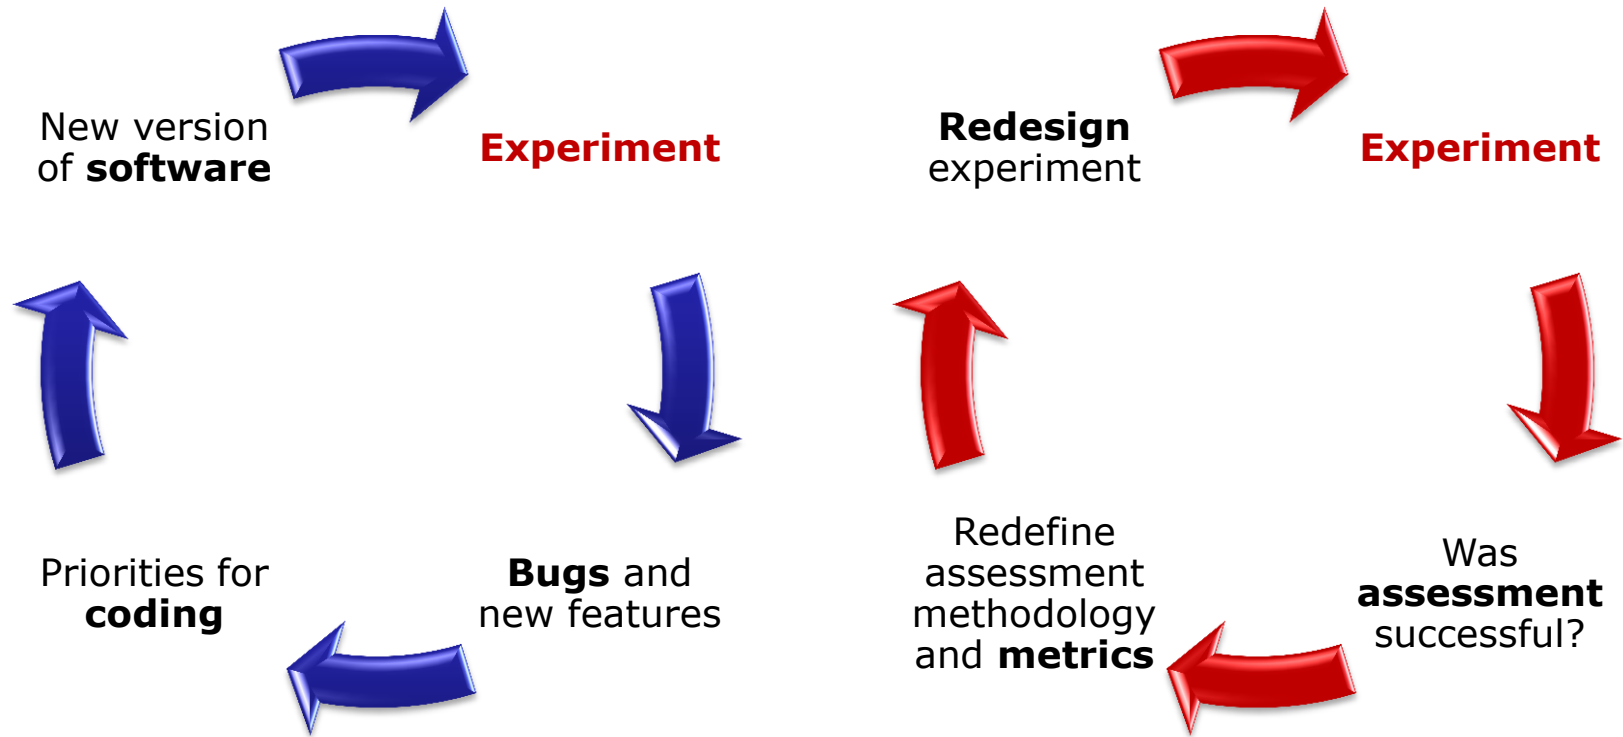 New version
of software
Experiment
Bugs and
new features
Priorities for
coding
Redesign
experiment
Experiment
Was
assessment
successful?
Redefine
assessment
methodology
and metrics